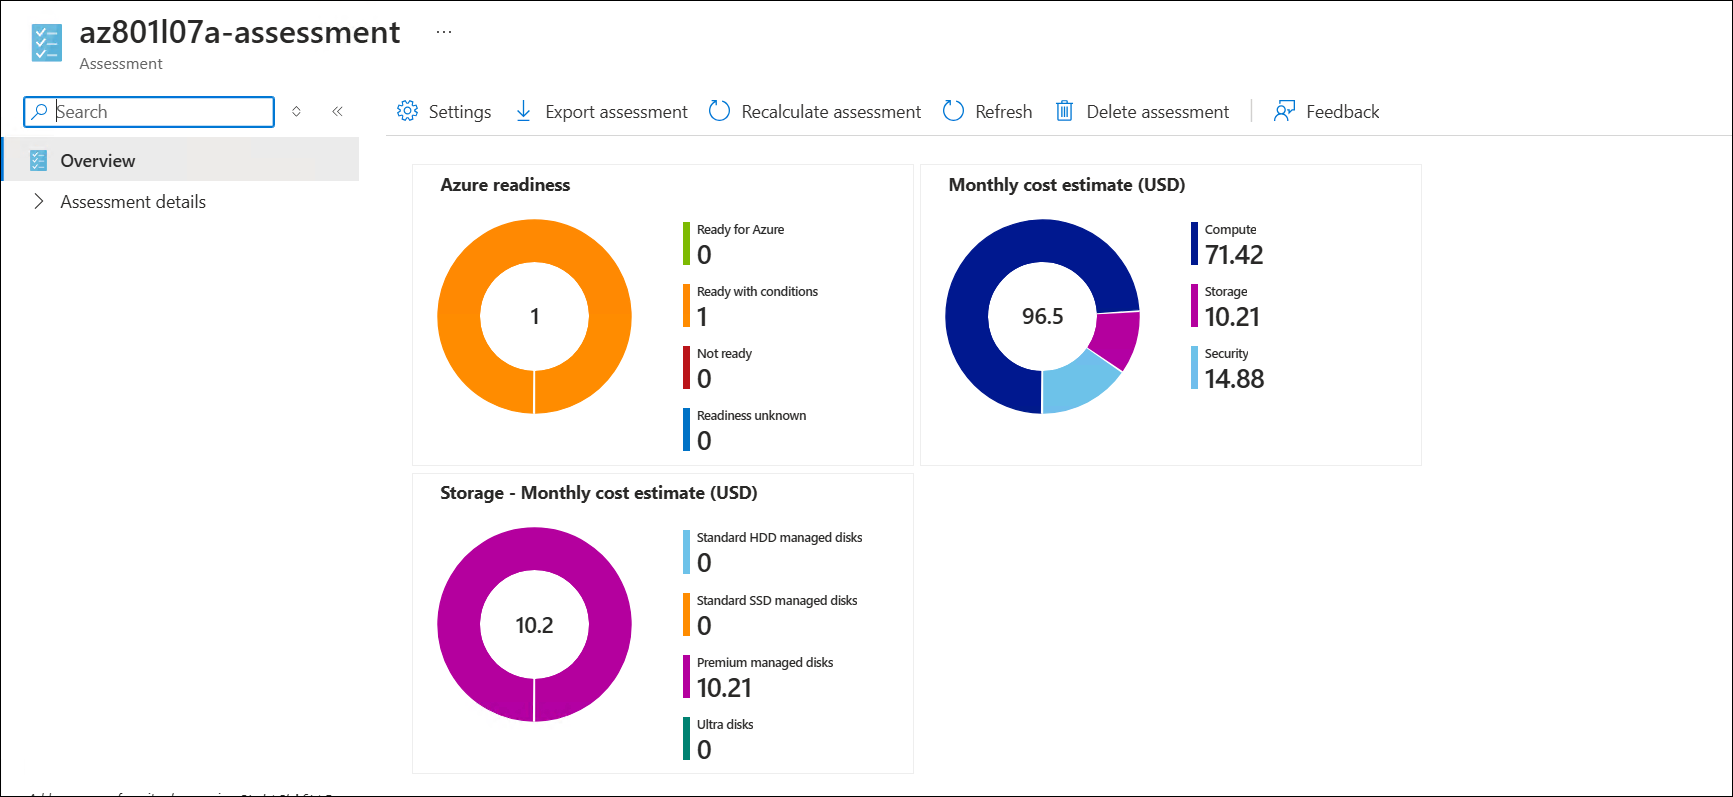 az801l07a-assessment ...
Assessment
Search
Settings Export assessment Recalculate assessment Refresh Delete assessment Feedback
Overview
Assessment details
Azure readiness
1
Ready for Azure
0
Ready with conditions
1
Not ready
0
Readiness unknown
0
Monthly cost estimate (USD)
96.5
Compute
71.42
Storage
10.21
Security
14.88
Storage - Monthly cost estimate (USD)
10.2
Standard HDD managed disks
0
Standard SSD managed disks
0
Premium managed disks
10.21
Ultra disks
0